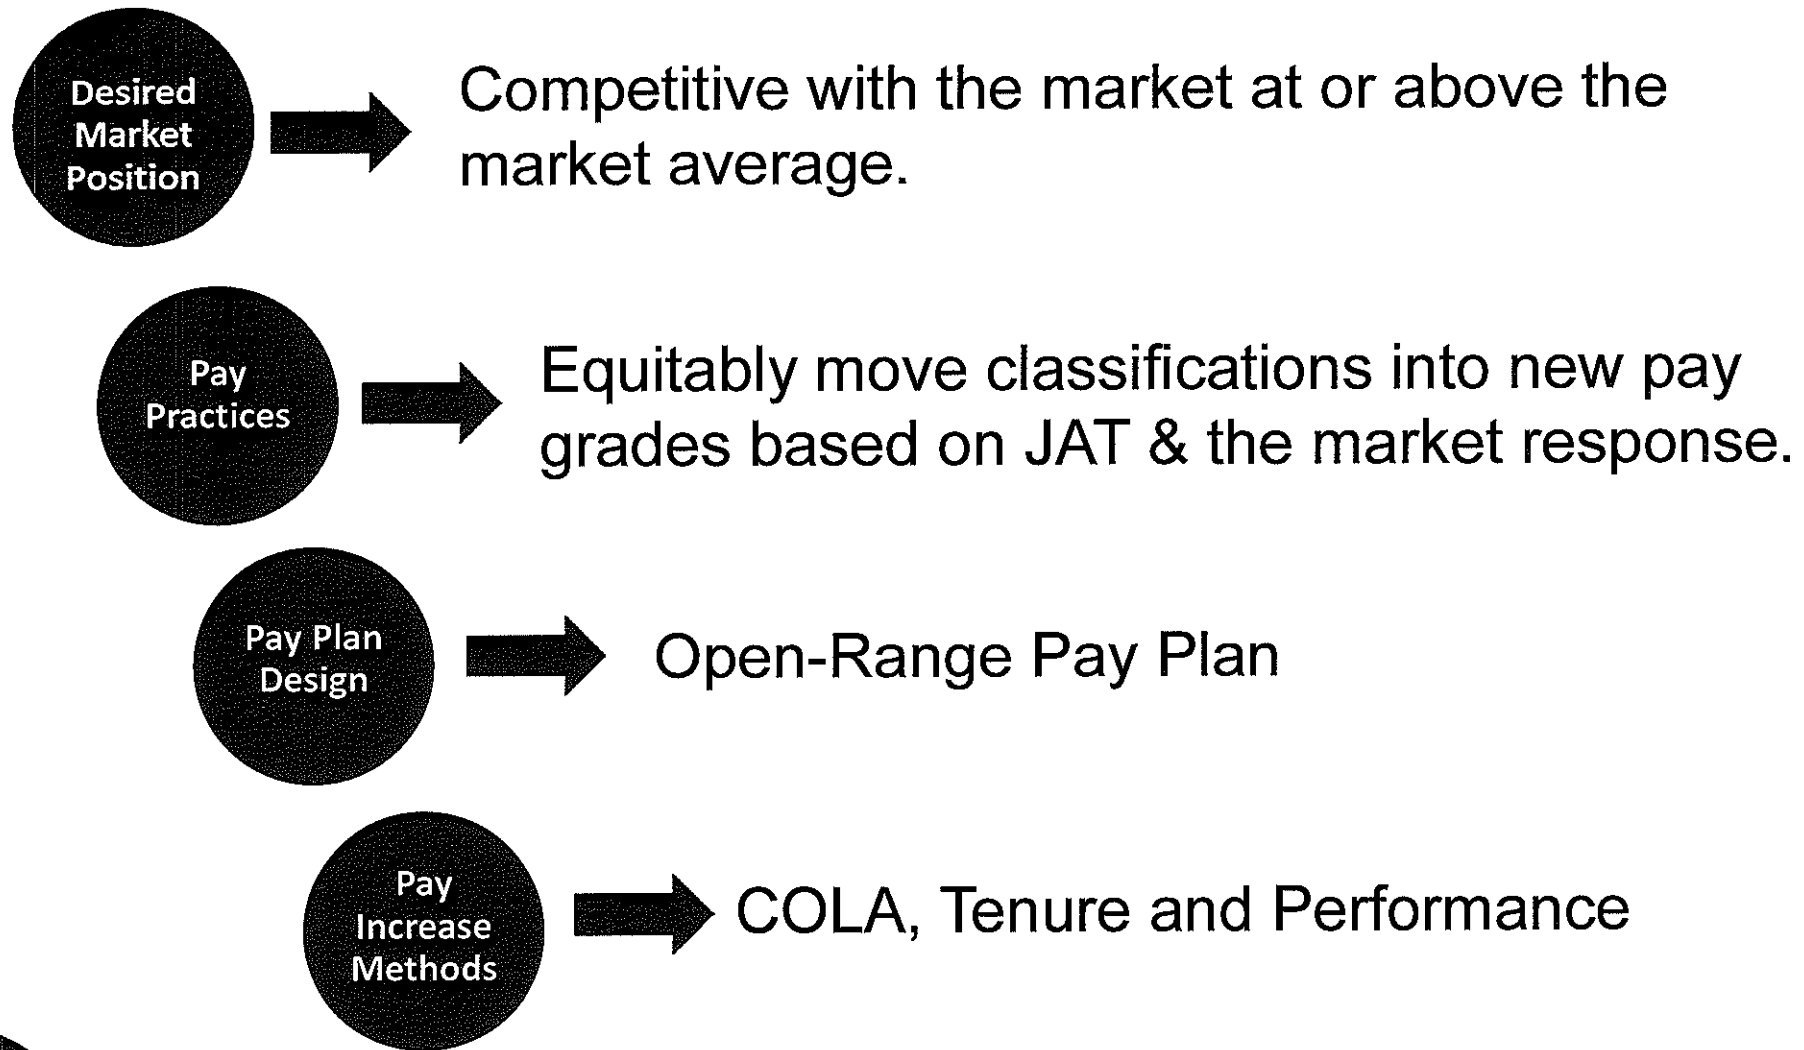 Desired
Market
Position
Competitive with the market at or above the
market average.
Pay
Practices
Equitably move classifications into new pay
grades based on JAT & the market response.
Pay Plan
Design
Open-Range Pay Plan
Pay
Increase
Methods
COLA, Tenure and Performance